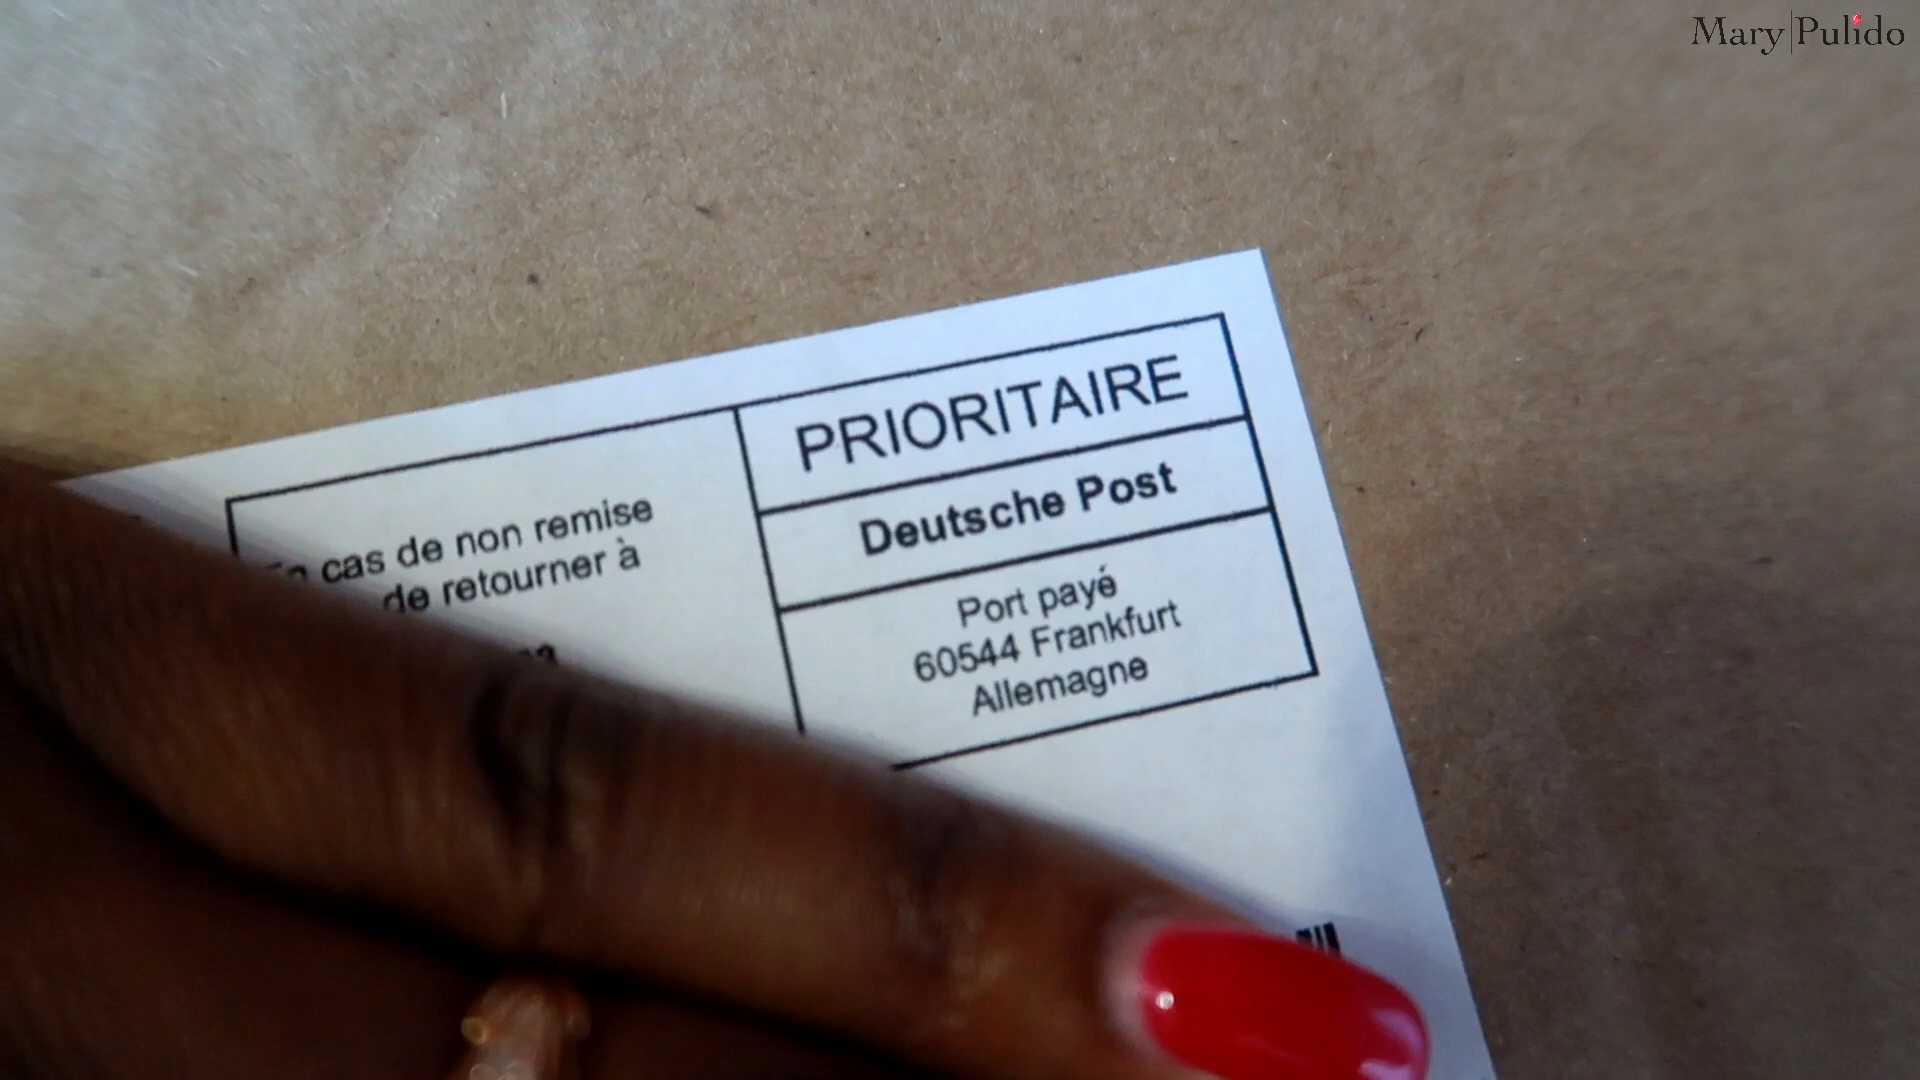 Mary|Pulido
PRIORITAIRE
Deutsche Post
Port payé
60544 Frankfurt
Allemagne
cas de non remise
de retourner à